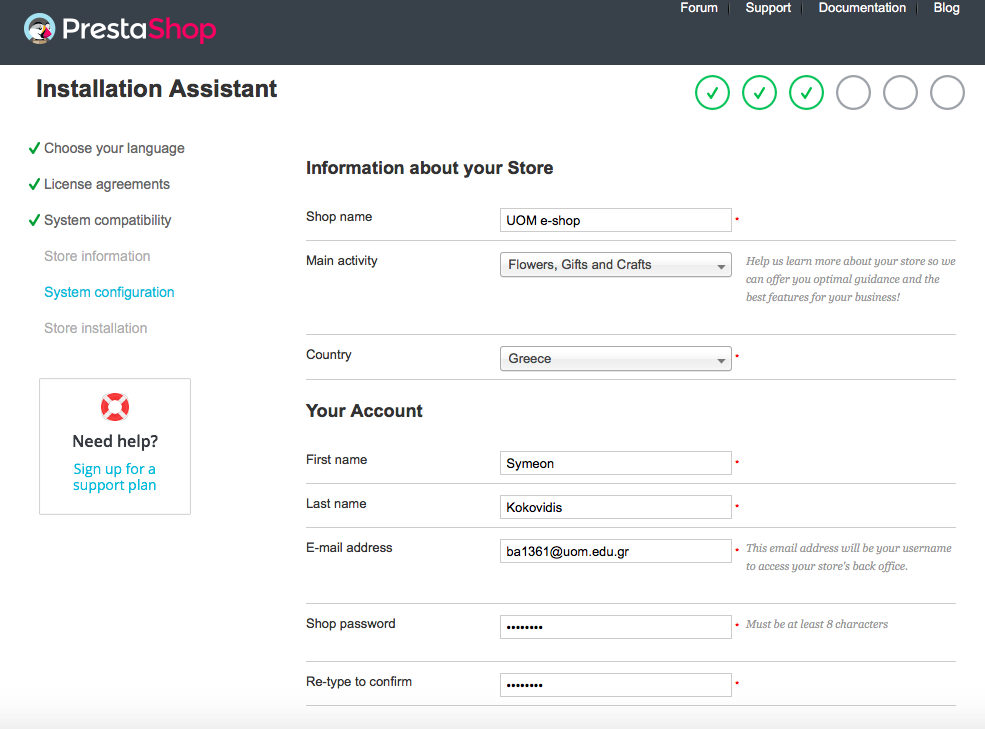 Forum
Support
Documentation
Blog
PrestaShop
Installation Assistant
Choose your language
License agreements
System compatibility
Store information
System configuration
Store installation
Need help?
Sign up for a
support plan
Information about your Store
Shop name
UOM e-shop
*
Main activity
Flowers, Gifts and Crafts
Help us learn more about your store so we
can offer you optimal guidance and the
best features for your business!
Country
Greece
*
Your Account
First name
Symeon
*
Last name
Kokovidis
*
E-mail address
ba1361@uom.edu.gr
*
This email address will be your username
to access your store's back office.
Shop password
••••••••
*
Must be at least 8 characters
Re-type to confirm
••••••••
*